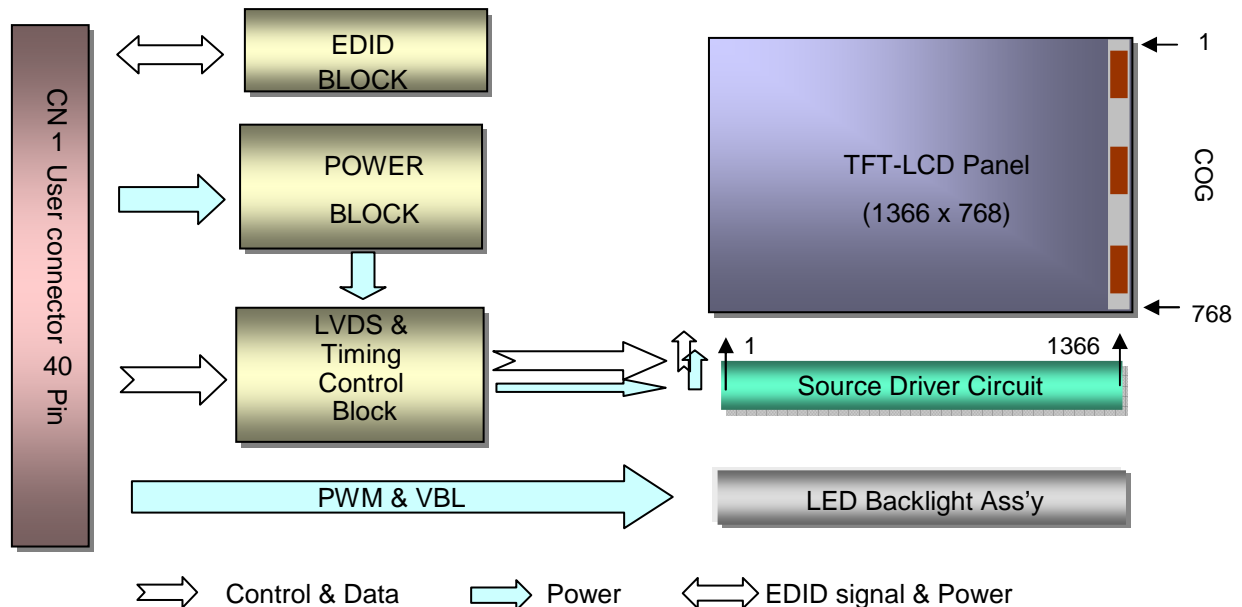 CN 1 User connector 40 Pin
EDID
BLOCK
POWER
BLOCK
LVDS &
Timing
Control
Block
PWM & VBL
TFT-LCD Panel
(1366 x 768)
1
COG
768
1
1366
Source Driver Circuit
LED Backlight Ass'y
Control & Data
Power
EDID signal & Power